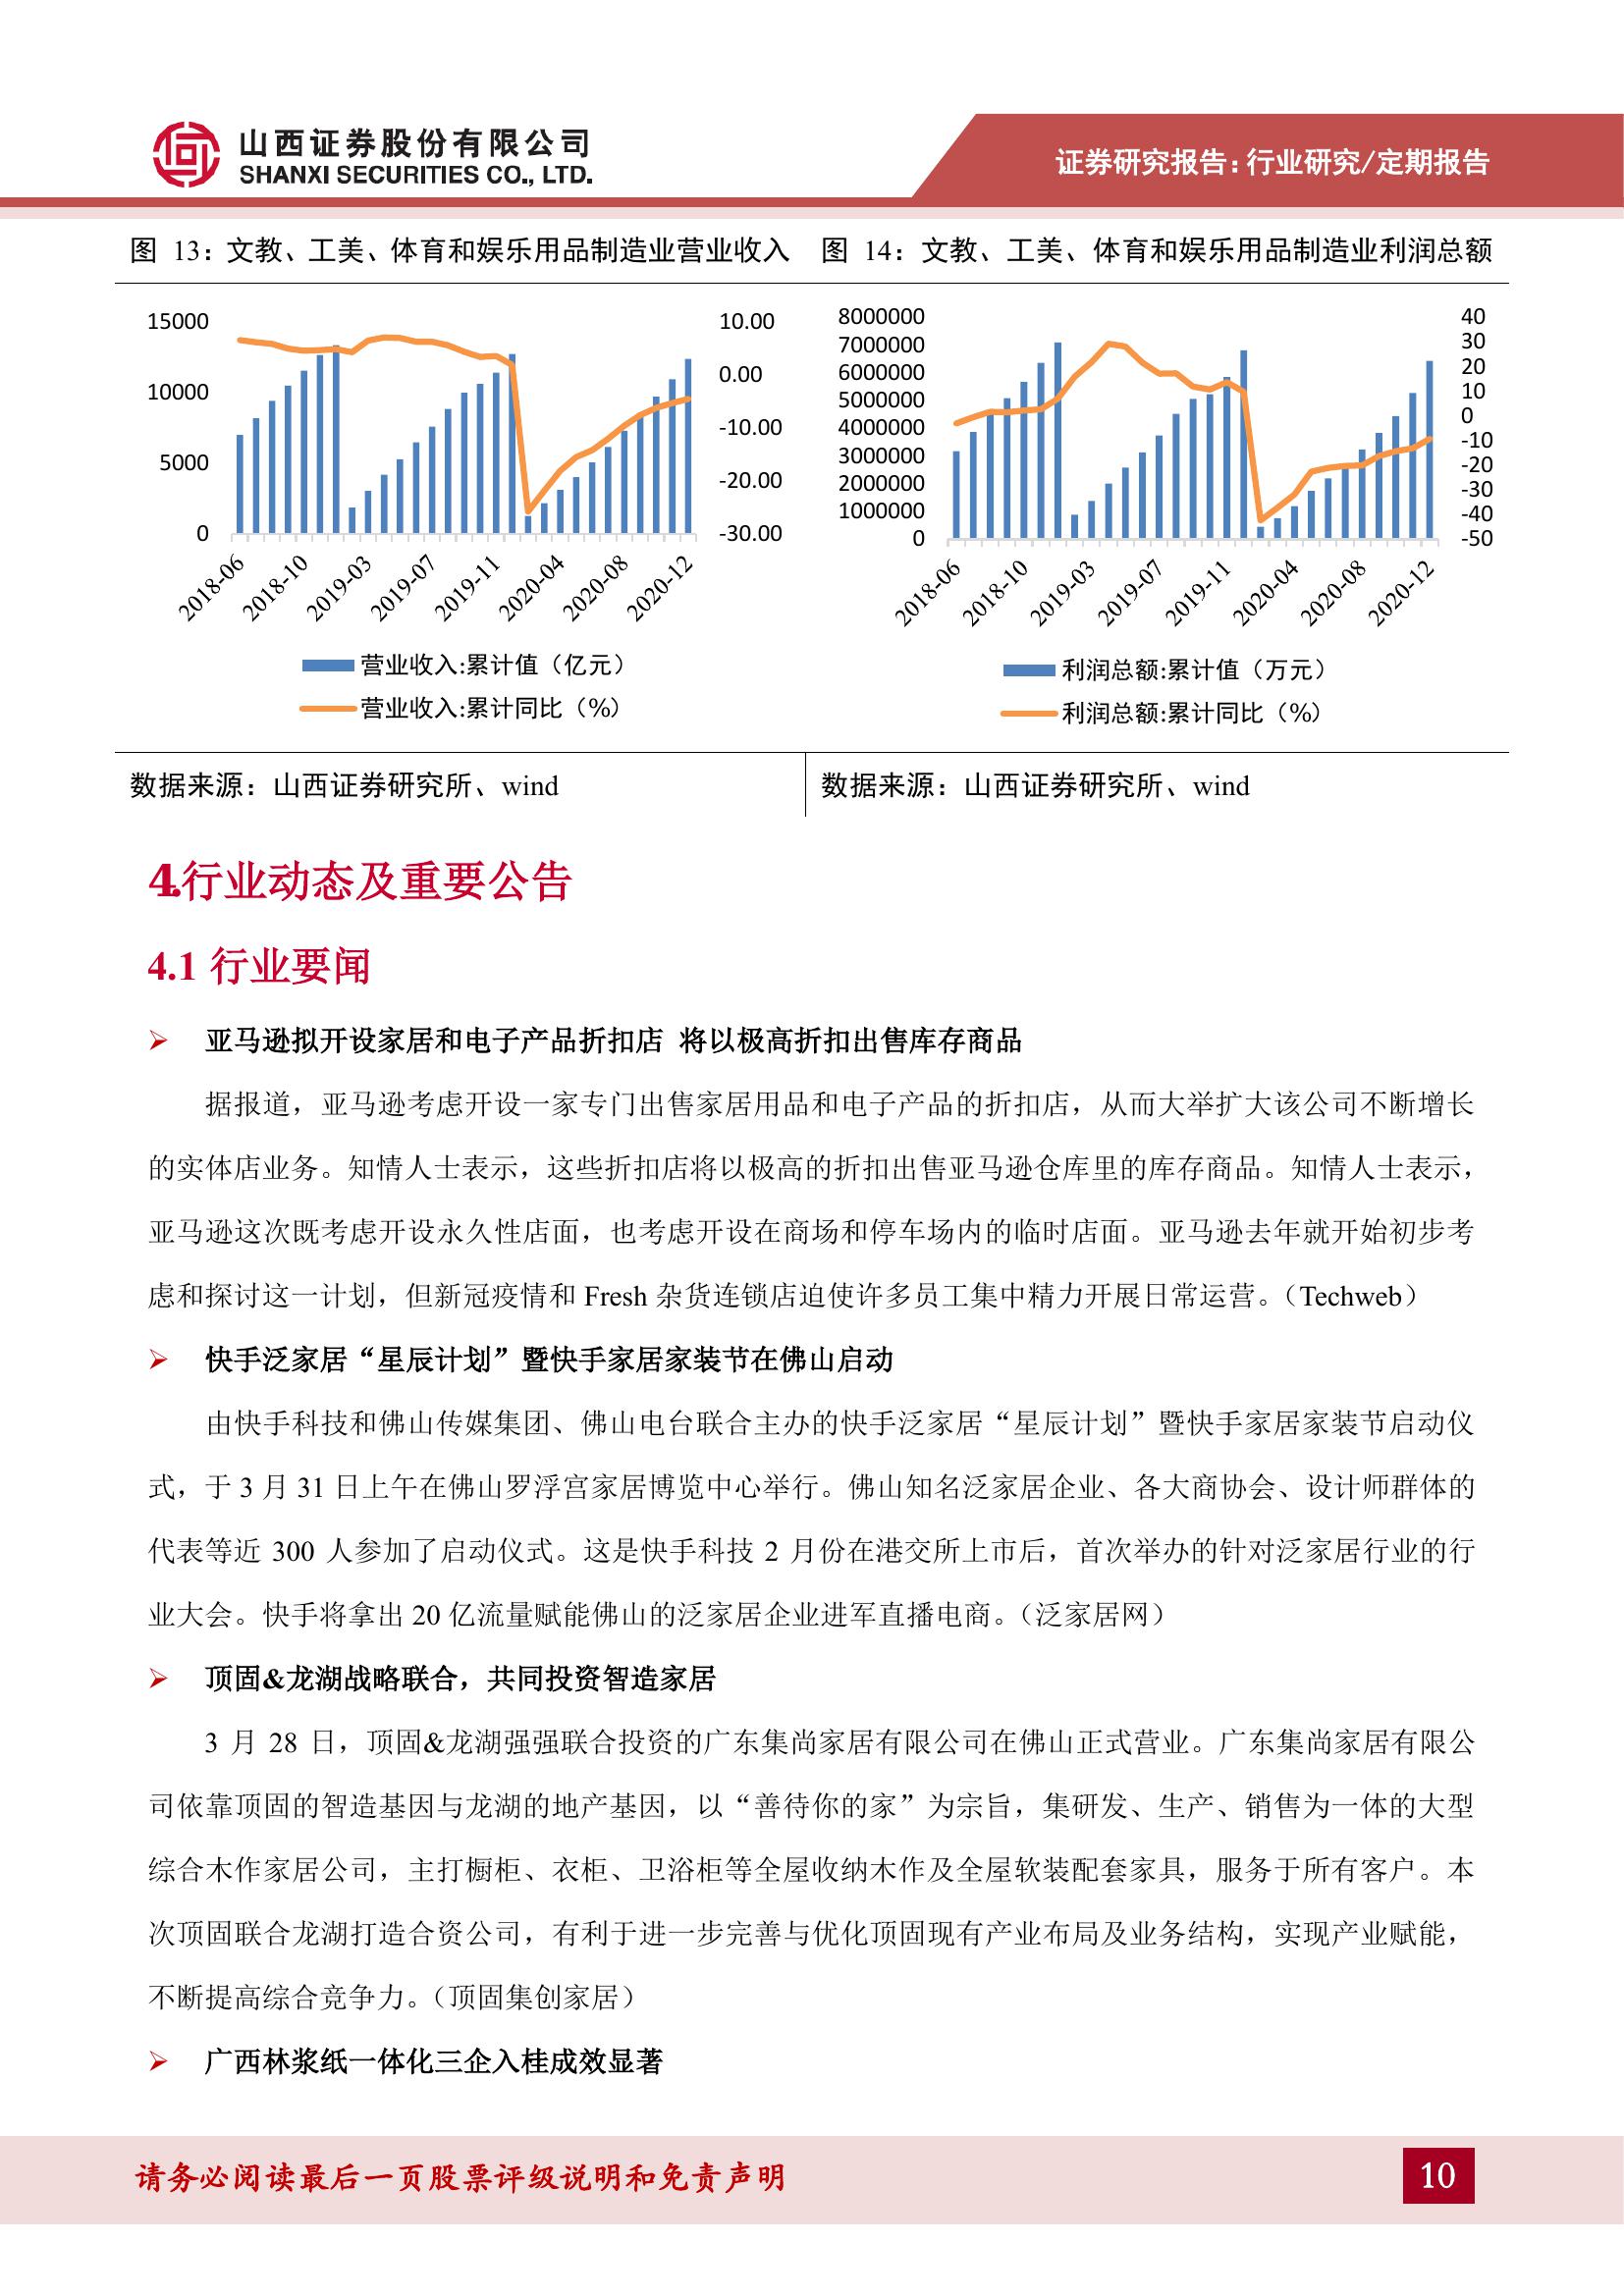 山西证券股份有限公司
SHANXI SECURITIES CO., LTD.
证券研究报告：行业研究/定期报告
图 13：文教、工美、体育和娱乐用品制造业营业收入
图 14：文教、工美、体育和娱乐用品制造业利润总额
15000
10000
5000
0
10.00
0.00
-10.00
-20.00
-30.00
2018-06
2018-10
2019-03
2019-07
2019-11
2020-04
2020-08
2020-12
营业收入:累计值（亿元）
营业收入:累计同比（%）
8000000
7000000
6000000
5000000
4000000
3000000
2000000
1000000
0
40
30
20
10
0
-10
-20
-30
-40
-50
2018-06
2018-10
2019-03
2019-07
2019-11
2020-04
2020-08
2020-12
利润总额:累计值（万元）
利润总额:累计同比（%）
数据来源：山西证券研究所、wind
数据来源：山西证券研究所、wind
4.行业动态及重要公告
4.1 行业要闻
➢ 亚马逊拟开设家居和电子产品折扣店 将以极高折扣出售库存商品
据报道，亚马逊考虑开设一家专门出售家居用品和电子产品的折扣店，从而大举扩大该公司不断增长
的实体店业务。知情人士表示，这些折扣店将以极高的折扣出售亚马逊仓库里的库存商品。知情人士表示，
亚马逊这次既考虑开设永久性店面，也考虑开设在商场和停车场内的临时店面。亚马逊去年就开始初步考
虑和探讨这一计划，但新冠疫情和 Fresh 杂货连锁店迫使许多员工集中精力开展日常运营。（Techweb）
➢ 快手泛家居“星辰计划”暨快手家居家装节在佛山启动
由快手科技和佛山传媒集团、佛山电台联合主办的快手泛家居“星辰计划”暨快手家居家装节启动仪
式，于 3 月 31 日上午在佛山罗浮宫家居博览中心举行。佛山知名泛家居企业、各大商协会、设计师群体的
代表等近 300 人参加了启动仪式。这是快手科技 2 月份在港交所上市后，首次举办的针对泛家居行业的行
业大会。快手将拿出 20 亿流量赋能佛山的泛家居企业进军直播电商。（泛家居网）
➢ 顶固&龙湖战略联合，共同投资智造家居
3 月 28 日，顶固&龙湖强强联合投资的广东集尚家居有限公司在佛山正式营业。广东集尚家居有限公
司依靠顶固的智造基因与龙湖的地产基因，以“善待你的家”为宗旨，集研发、生产、销售为一体的大型
综合木作家居公司，主打橱柜、衣柜、卫浴柜等全屋收纳木作及全屋软装配套家具，服务于所有客户。本
次顶固联合龙湖打造合资公司，有利于进一步完善与优化顶固现有产业布局及业务结构，实现产业赋能，
不断提高综合竞争力。（顶固集创家居）
➢ 广西林浆纸一体化三企入桂成效显著
请务必阅读最后一页股票评级说明和免责声明
10